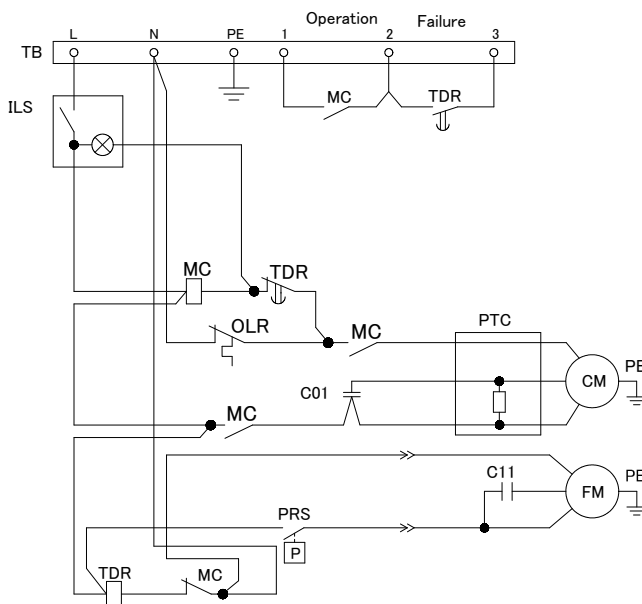 Operation Failure
L N PE 1 2 3
TB
ILS
MC TDR
MC TDR
OLR MC PTC
PE
C01 CM
MC
C11 PE
FM
PRS
P
TDR MC